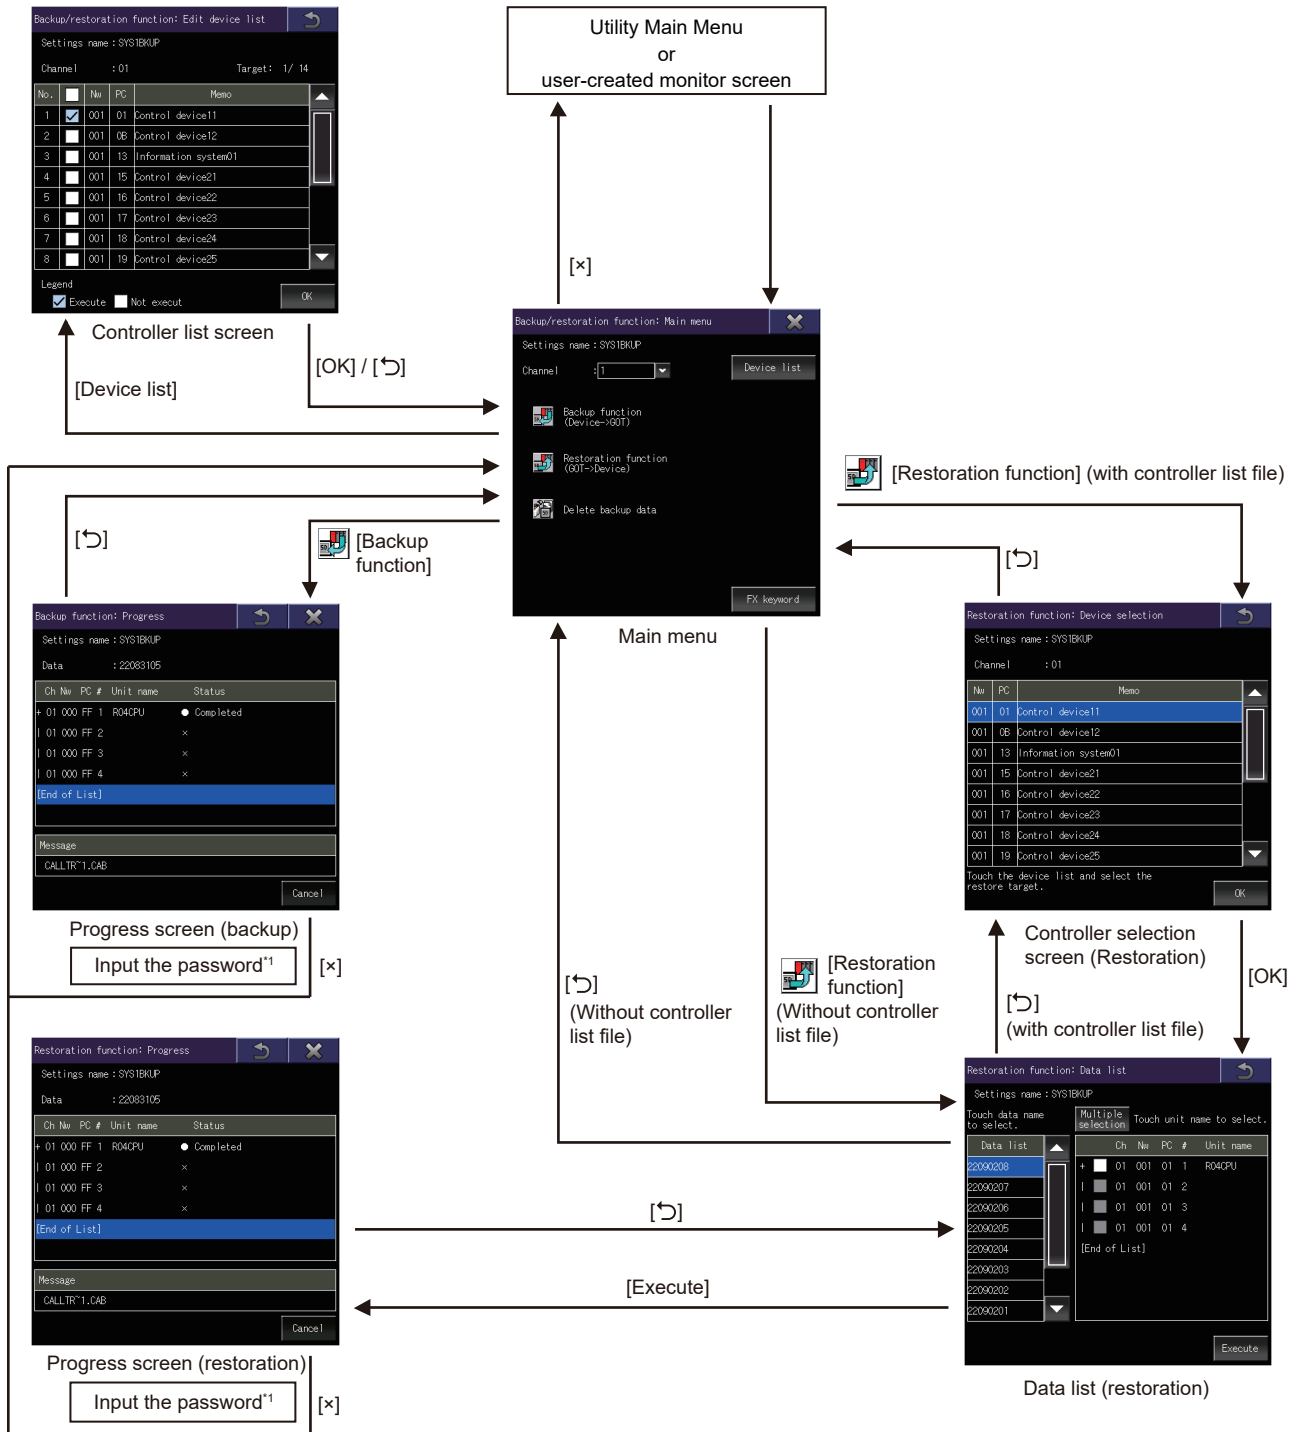 Backup/restoration function: Edit device list
Settings name : SYS1BKUP
Channel : 01 Target: 1/ 14
No. Nw PC Memo
1 001 01 Control device11
2 001 0B Control device12
3 001 13 Information system01
4 001 15 Control device21
5 001 16 Control device22
6 001 17 Control device23
7 001 18 Control device24
8 001 19 Control device25
Legend
Execute Not execut
OK
Controller list screen
[Device list]
[OK] / [⮌]
Utility Main Menu
or
user-created monitor screen
[×]
Backup/restoration function: Main menu
Settings name : SYS1BKUP
Channel : 1
Device list
Backup function
(Device->GOT)
Restoration function
(GOT->Device)
Delete backup data
FX keyword
Main menu
[Restoration function] (with controller list file)
[⮌]
[⮌]
[Backup
function]
Backup function: Progress
Settings name : SYS1BKUP
Data : 22083105
Ch Nw PC # Unit name Status
+ 01 000 FF 1 R04CPU ● Completed
| 01 000 FF 2 ×
| 01 000 FF 3 ×
| 01 000 FF 4 ×
[End of List]
Message
CALLTR~1.CAB
Cancel
Progress screen (backup)
Input the password*1
[×]
Restoration function: Device selection
Settings name : SYS1BKUP
Channel : 01
Nw PC Memo
001 01 Control device11
001 0B Control device12
001 13 Information system01
001 15 Control device21
001 16 Control device22
001 17 Control device23
001 18 Control device24
001 19 Control device25
Touch the device list and select the
restore target.
OK
Controller selection
screen (Restoration)
[OK]
[⮌]
(with controller list file)
[⮌]
(Without controller
list file)
[Restoration
function]
(Without controller
list file)
Restoration function: Progress
Settings name : SYS1BKUP
Data : 22083105
Ch Nw PC # Unit name Status
+ 01 000 FF 1 R04CPU ● Completed
| 01 000 FF 2 ×
| 01 000 FF 3 ×
| 01 000 FF 4 ×
[End of List]
Message
CALLTR~1.CAB
Cancel
Progress screen (restoration)
Input the password*1
[×]
[⮌]
[Execute]
Restoration function: Data list
Settings name : SYS1BKUP
Touch data name
to select.
Multiple
selection
Touch unit name to select.
Data list
22090208
22090207
22090206
22090205
22090204
22090203
22090202
22090201
Ch Nw PC # Unit name
+ 01 001 01 1 R04CPU
| 01 001 01 2
| 01 001 01 3
| 01 001 01 4
[End of List]
Execute
Data list (restoration)